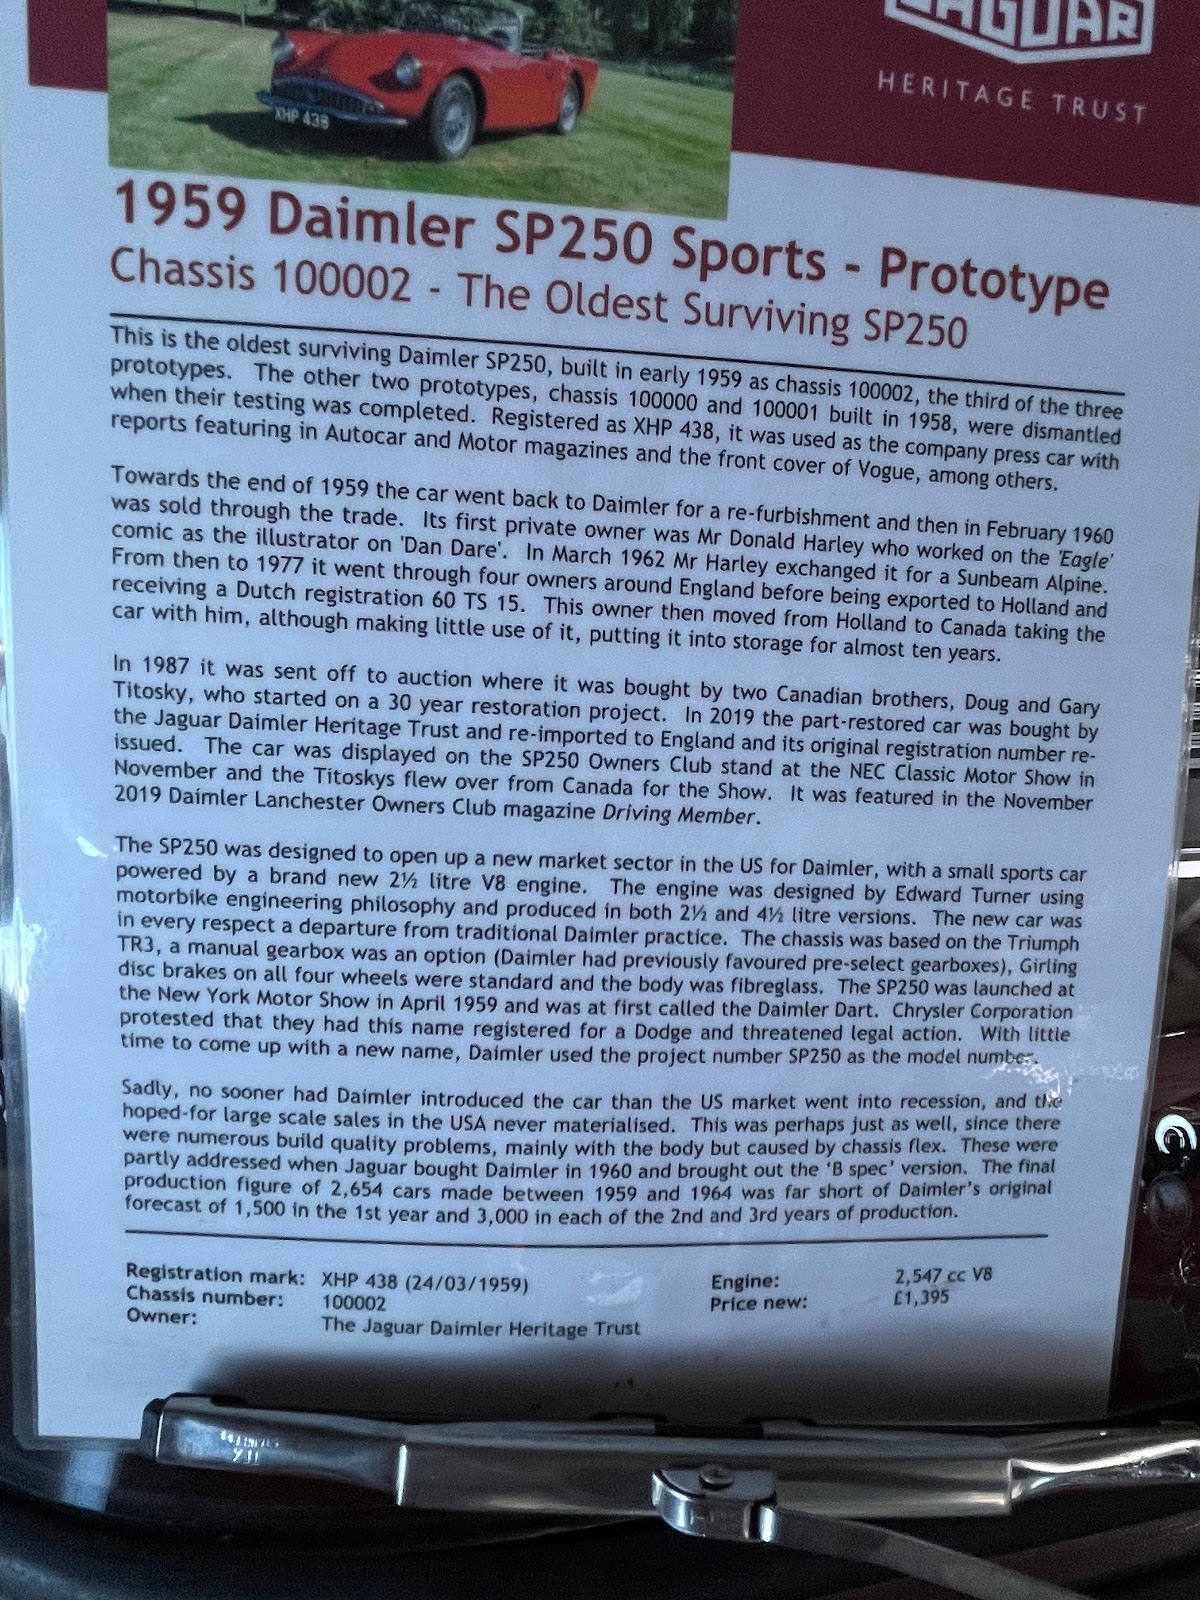 JAGUAR
HERITAGE TRUST
XHP 438
1959 Daimler SP250 Sports - Prototype
Chassis 100002 - The Oldest Surviving SP250
This is the oldest surviving Daimler SP250, built in early 1959 as chassis 100002, the third of the three
prototypes. The other two prototypes, chassis 100000 and 100001 built in 1958, were dismantled
when their testing was completed. Registered as XHP 438, it was used as the company press car with
reports featuring in Autocar and Motor magazines and the front cover of Vogue, among others.
Towards the end of 1959 the car went back to Daimler for a re-furbishment and then in February 1960
was sold through the trade. Its first private owner was Mr Donald Harley who worked on the 'Eagle'
comic as the illustrator on 'Dan Dare'. In March 1962 Mr Harley exchanged it for a Sunbeam Alpine.
From then to 1977 it went through four owners around England before being exported to Holland and
receiving a Dutch registration 60 TS 15. This owner then moved from Holland to Canada taking the
car with him, although making little use of it, putting it into storage for almost ten years.
In 1987 it was sent off to auction where it was bought by two Canadian brothers, Doug and Gary
Titosky, who started on a 30 year restoration project. In 2019 the part-restored car was bought by
the Jaguar Daimler Heritage Trust and re-imported to England and its original registration number re-
issued. The car was displayed on the SP250 Owners Club stand at the NEC Classic Motor Show in
November and the Titoskys flew over from Canada for the Show. It was featured in the November
2019 Daimler Lanchester Owners Club magazine Driving Member.
The SP250 was designed to open up a new market sector in the US for Daimler, with a small sports car
powered by a brand new 2½ litre V8 engine. The engine was designed by Edward Turner using
motorbike engineering philosophy and produced in both 2½ and 4½ litre versions. The new car was
in every respect a departure from traditional Daimler practice. The chassis was based on the Triumph
TR3, a manual gearbox was an option (Daimler had previously favoured pre-select gearboxes), Girling
disc brakes on all four wheels were standard and the body was fibreglass. The SP250 was launched at
the New York Motor Show in April 1959 and was at first called the Daimler Dart. Chrysler Corporation
protested that they had this name registered for a Dodge and threatened legal action. With little
time to come up with a new name, Daimler used the project number SP250 as the model number.
Sadly, no sooner had Daimler introduced the car than the US market went into recession, and the
hoped-for large scale sales in the USA never materialised. This was perhaps just as well, since there
were numerous build quality problems, mainly with the body but caused by chassis flex. These were
partly addressed when Jaguar bought Daimler in 1960 and brought out the 'B spec' version. The final
production figure of 2,654 cars made between 1959 and 1964 was far short of Daimler's original
forecast of 1,500 in the 1st year and 3,000 in each of the 2nd and 3rd years of production.
Registration mark: XHP 438 (24/03/1959) Engine: 2,547 cc V8
Chassis number: 100002 Price new: £1,395
Owner: The Jaguar Daimler Heritage Trust